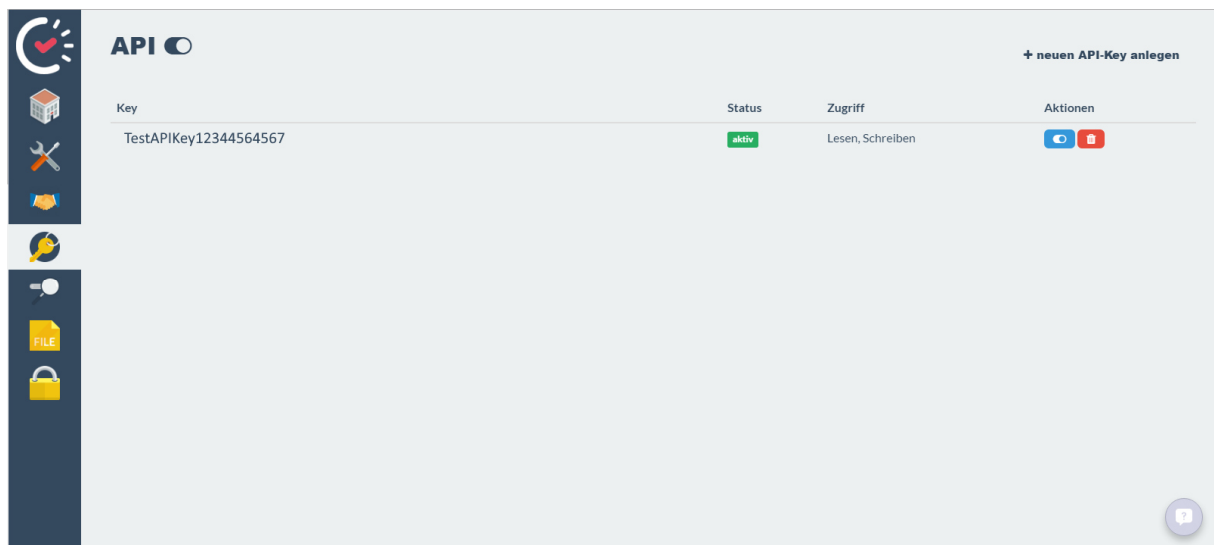 API
+ neuen API-Key anlegen
Key Status Zugriff Aktionen
TestAPIKey12344564567 aktiv Lesen, Schreiben
FILE
?